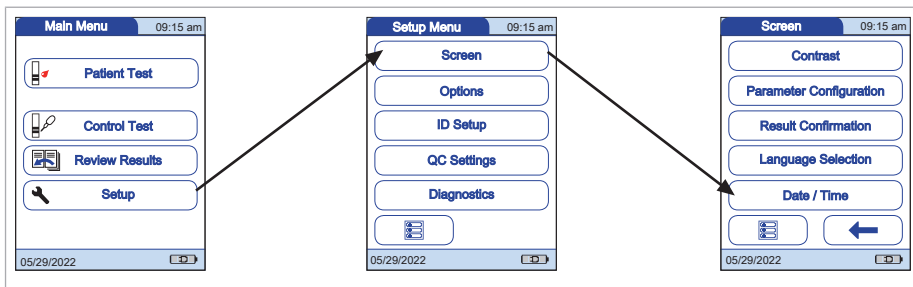 Main Menu 09:15 am
Patient Test
Control Test
Review Results
Setup
05/29/2022
Setup Menu 09:15 am
Screen
Options
ID Setup
QC Settings
Diagnostics
05/29/2022
Screen 09:15 am
Contrast
Parameter Configuration
Result Confirmation
Language Selection
Date / Time
05/29/2022